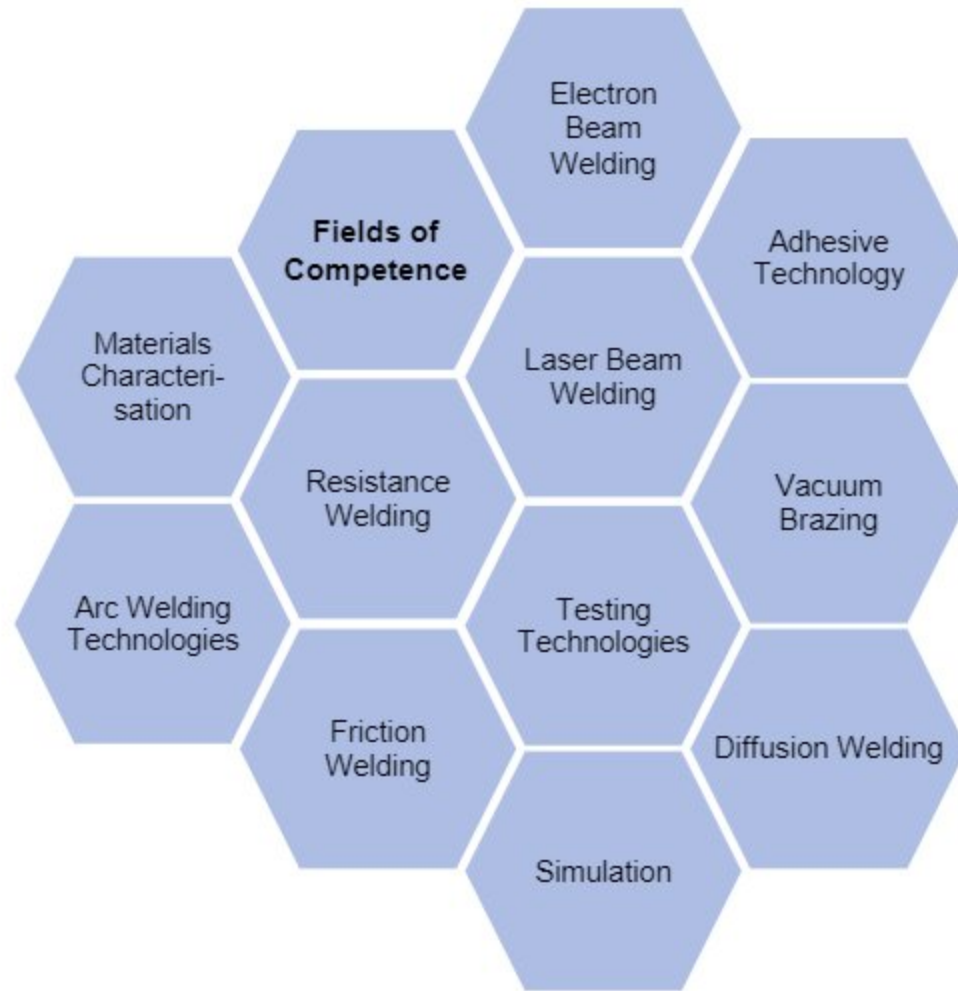 Electron
Beam
Welding
Fields of
Competence
Adhesive
Technology
Materials
Characteri-
sation
Laser Beam
Welding
Resistance
Welding
Vacuum
Brazing
Arc Welding
Technologies
Testing
Technologies
Friction
Welding
Diffusion Welding
Simulation